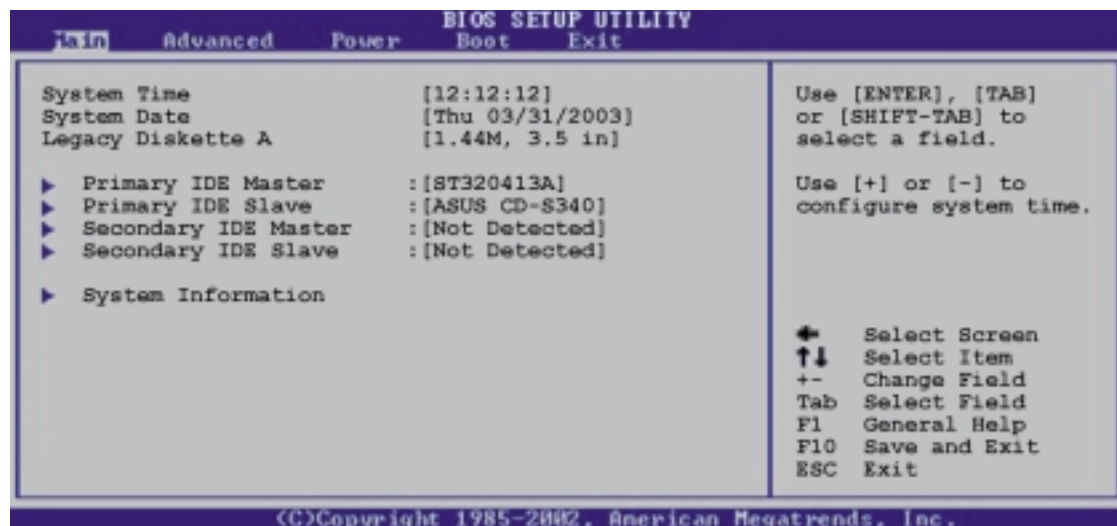 BIOS SETUP UTILITY
Main Advanced Power Boot Exit
System Time [12:12:12]
System Date [Thu 03/31/2003]
Legacy Diskette A [1.44M, 3.5 in]
Primary IDE Master :[ST320413A]
Primary IDE Slave :[ASUS CD-S340]
Secondary IDE Master :[Not Detected]
Secondary IDE Slave :[Not Detected]
System Information
Use [ENTER], [TAB]
or [SHIFT-TAB] to
select a field.
Use [+] or [-] to
configure system time.
← Select Screen
↑↓ Select Item
+- Change Field
Tab Select Field
F1 General Help
F10 Save and Exit
ESC Exit
(C)Copyright 1985-2002, American Megatrends, Inc.